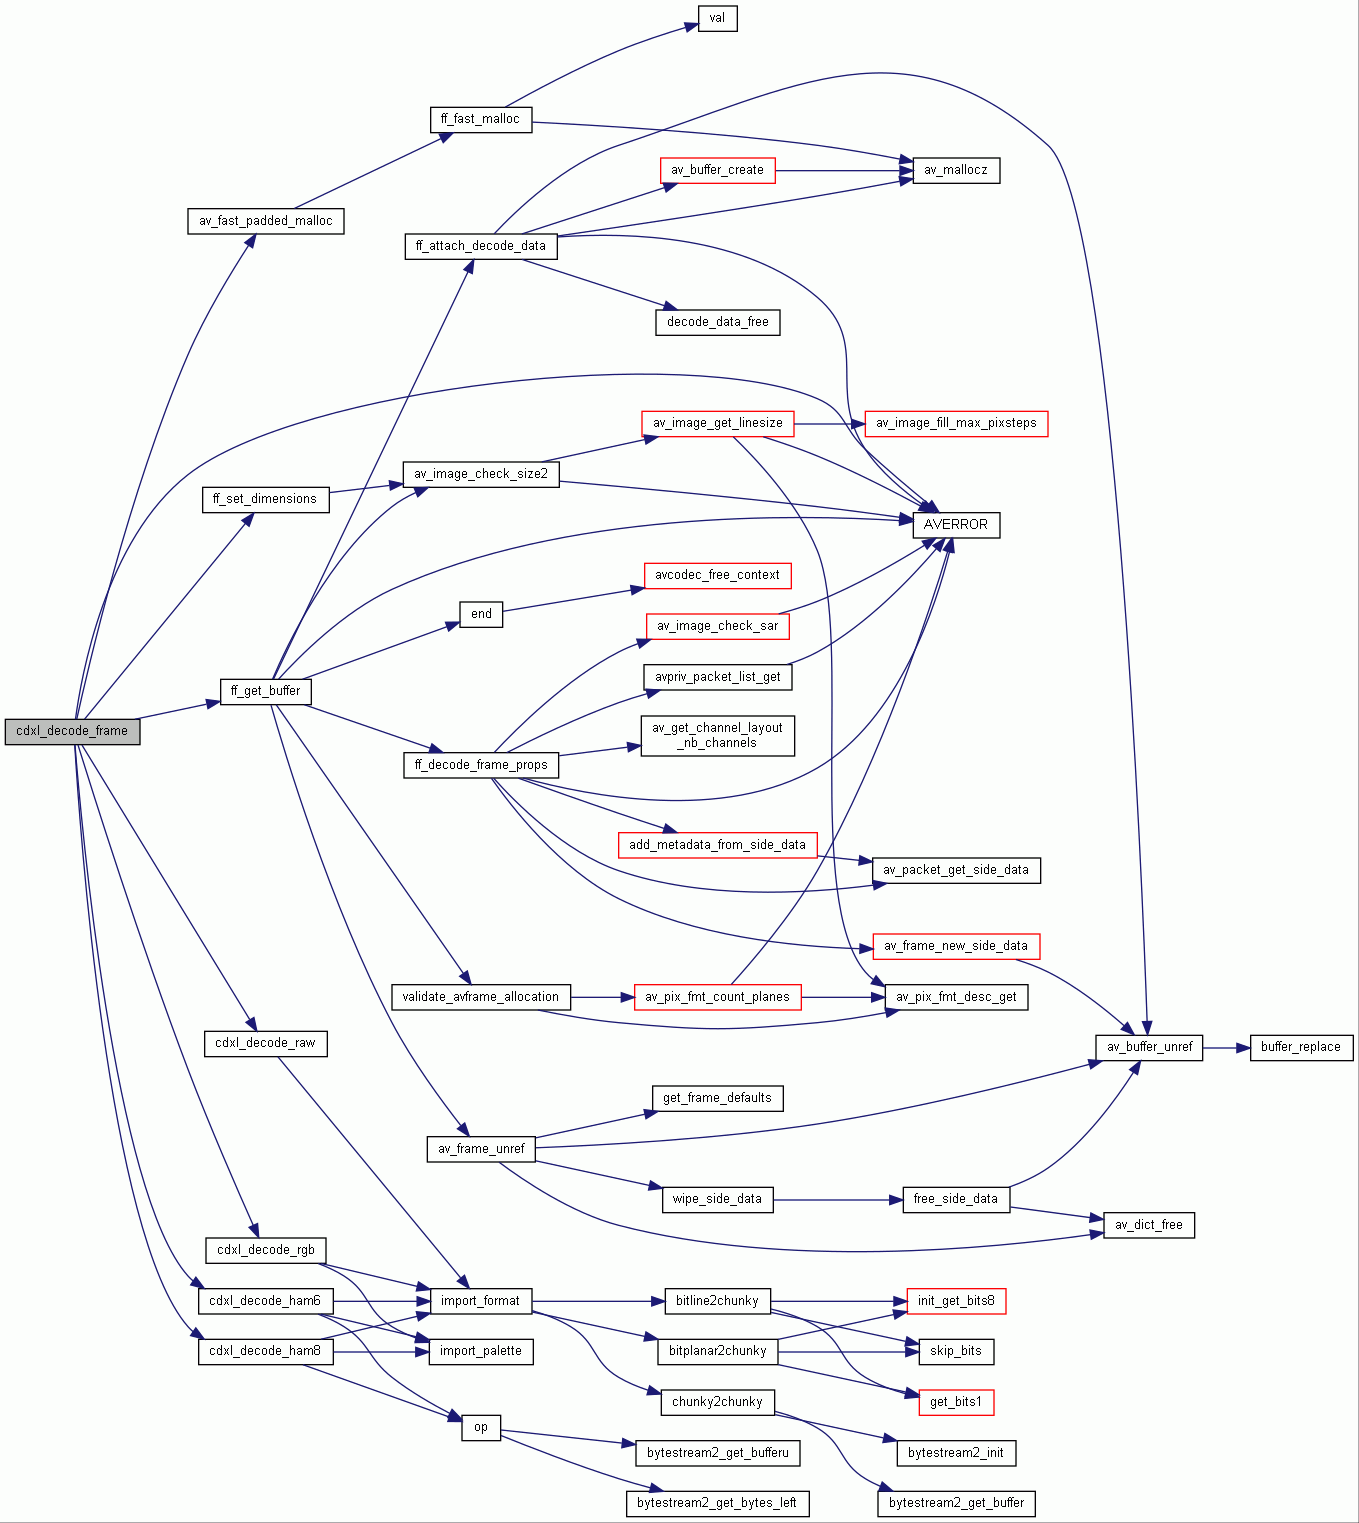 val
ff_fast_malloc
av_buffer_create
av_mallocz
av_fast_padded_malloc
ff_attach_decode_data
decode_data_free
av_image_get_linesize
av_image_fill_max_pixsteps
av_image_check_size2
ff_set_dimensions
AVERROR
avcodec_free_context
end
av_image_check_sar
avpriv_packet_list_get
ff_get_buffer
cdxl_decode_frame
av_get_channel_layout
_nb_channels
ff_decode_frame_props
add_metadata_from_side_data
av_packet_get_side_data
av_frame_new_side_data
validate_avframe_allocation
av_pix_fmt_count_planes
av_pix_fmt_desc_get
cdxl_decode_raw
av_buffer_unref
buffer_replace
get_frame_defaults
av_frame_unref
wipe_side_data
free_side_data
av_dict_free
cdxl_decode_rgb
cdxl_decode_ham6
import_format
bitline2chunky
init_get_bits8
cdxl_decode_ham8
import_palette
bitplanar2chunky
skip_bits
chunky2chunky
get_bits1
op
bytestream2_get_bufferu
bytestream2_init
bytestream2_get_bytes_left
bytestream2_get_buffer